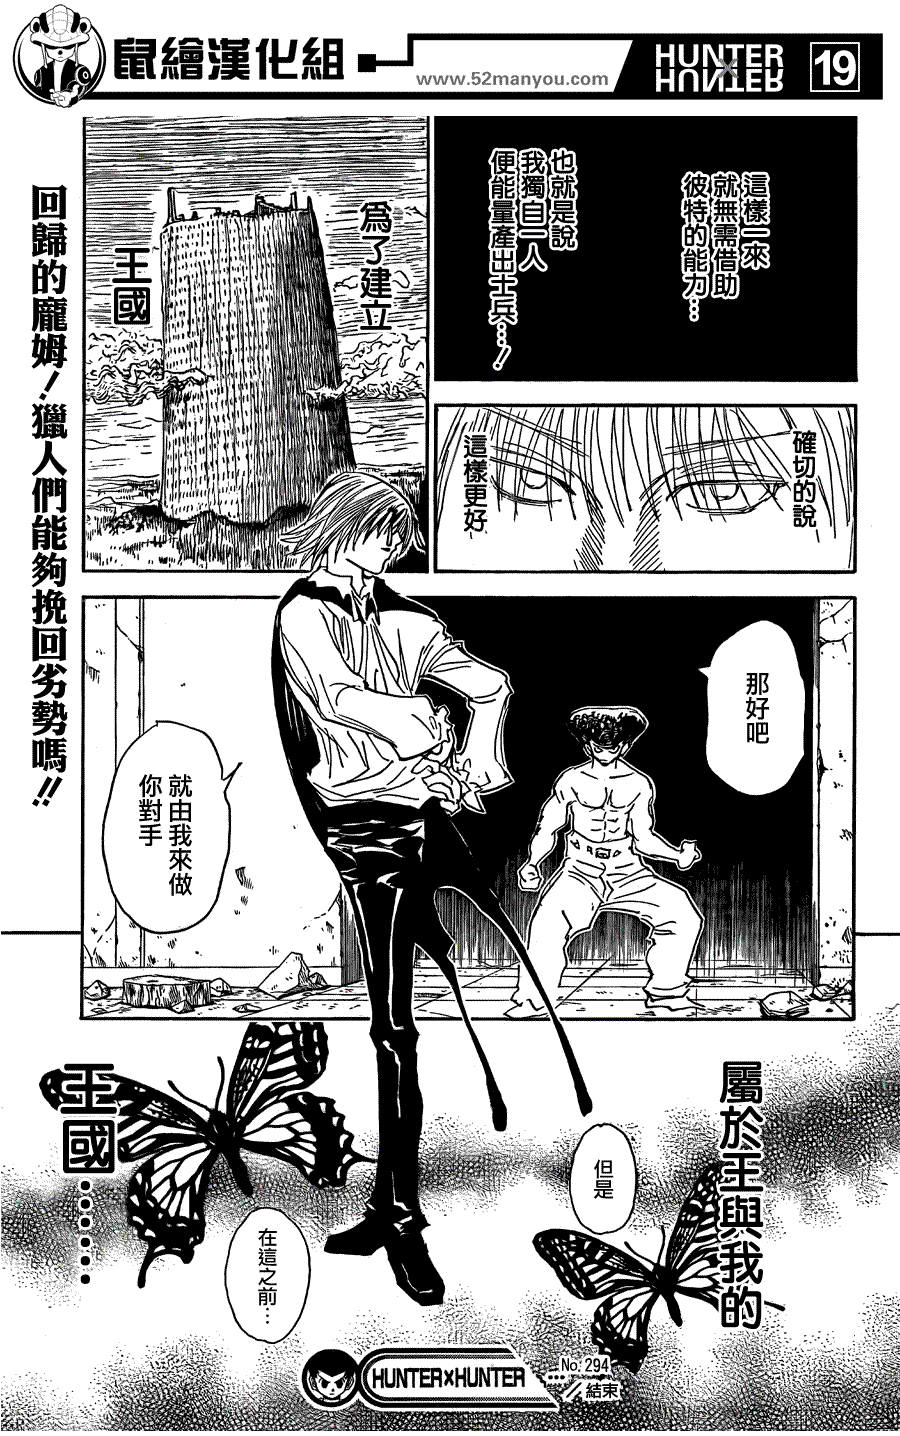 鼠繪漢化組
www.52manyou.com
HUNTER
HUNTER
19
這樣一來
就無需借助
彼特的能力…
也就是說
我獨自一人
便能量產出士兵…！
為了建立
王國
確切的說
這樣更好
回歸的龐姆！獵人們能夠挽回劣勢嗎！！
那好吧
就由我來做
你對手
屬於王與我的
王國……
但是
在這之前…
HUNTER×HUNTER
No. 294
結束